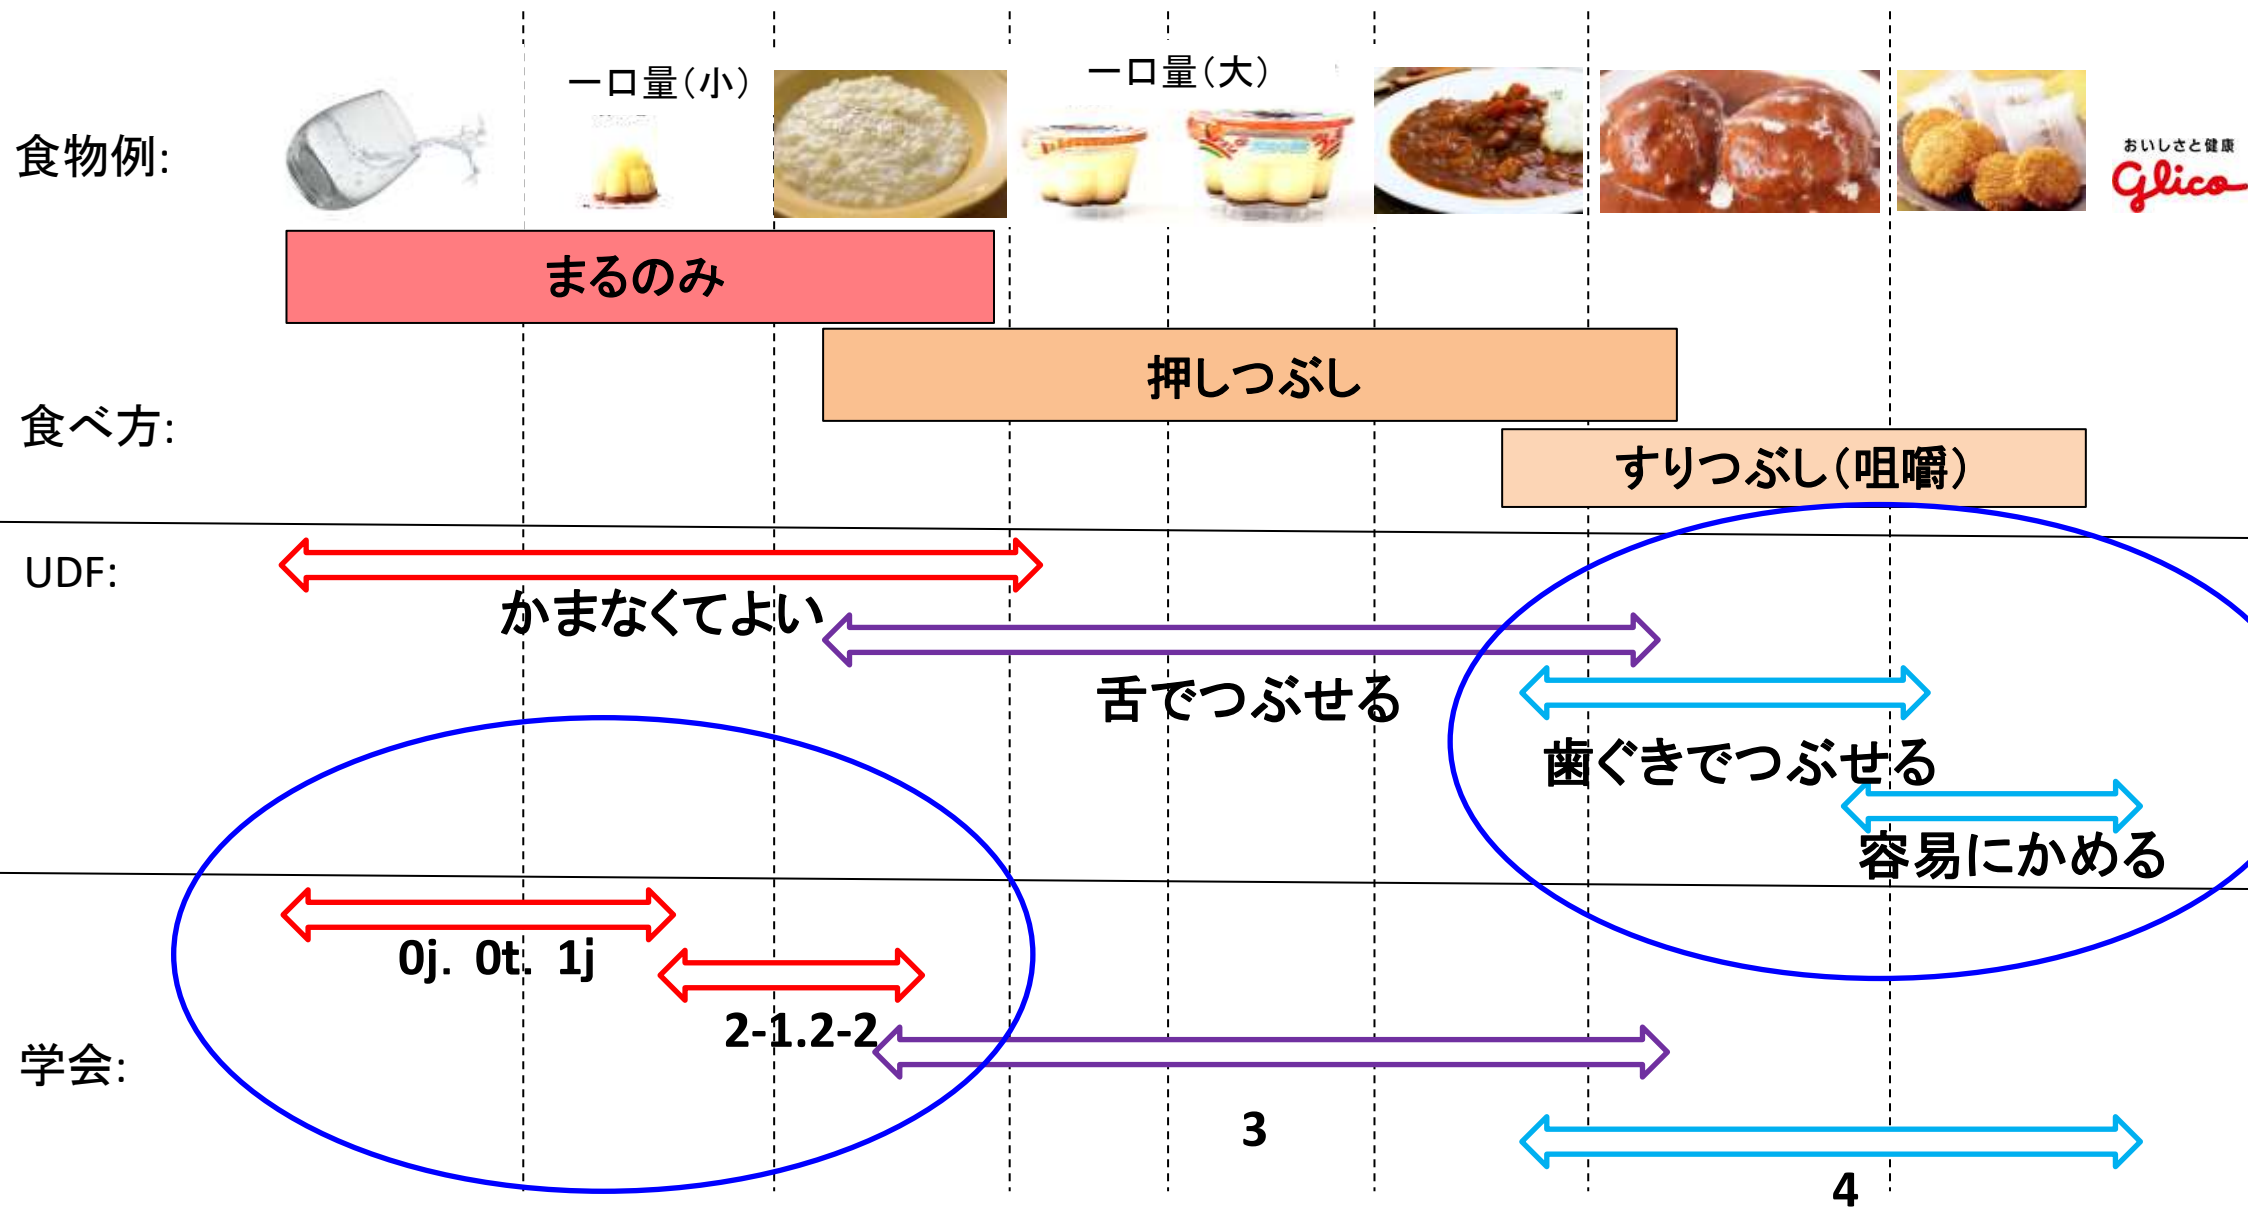 一口量（小）
一口量（大）
食物例:
おいしさと健康
Glico
まるのみ
押しつぶし
食べ方:
すりつぶし（咀嚼）
UDF:
かまなくてよい
舌でつぶせる
歯ぐきでつぶせる
容易にかめる
0j. 0t. 1j
2-1.2-2
学会:
3
4